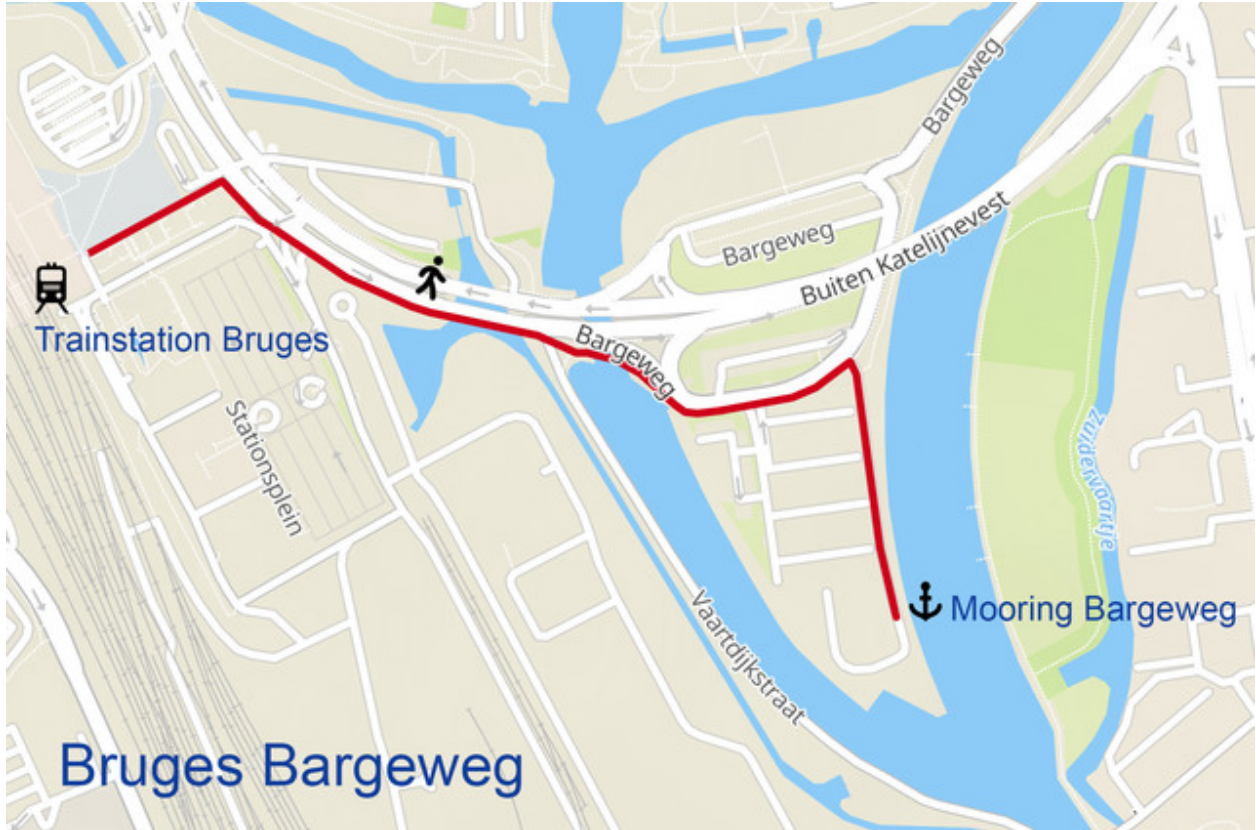 Bargeweg
Bargeweg
Buiten Katelijnevest
Trainstation Bruges
Bargeweg
Stationsplein
Zuidervaartje
Vaartdijkstraat
Mooring Bargeweg
Bruges Bargeweg